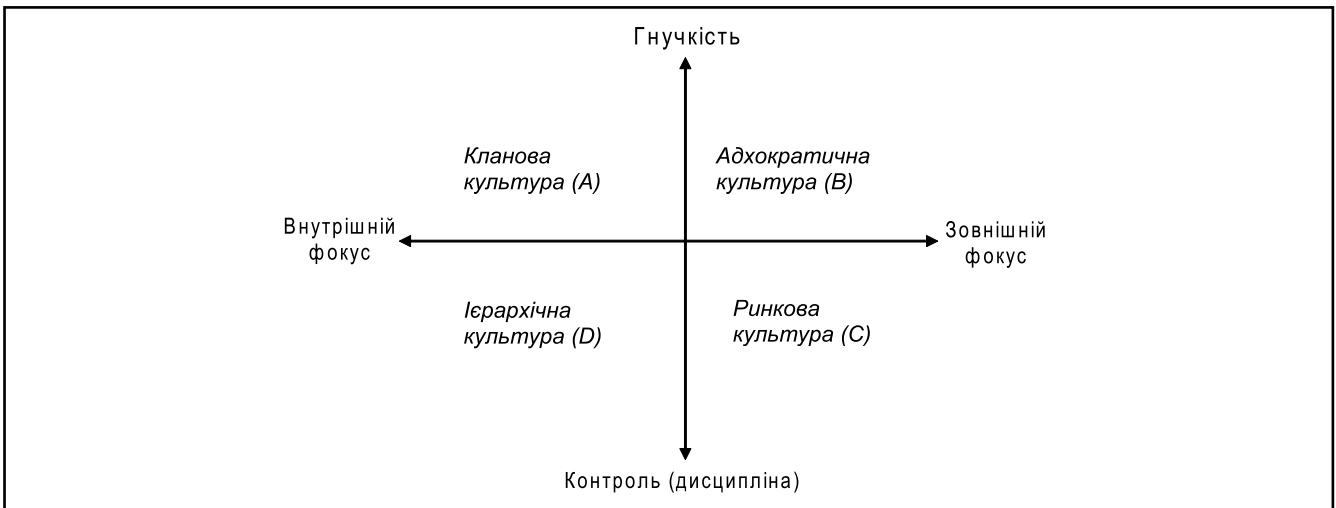 Гнучкість
Кланова
культура (А)
Адхократична
культура (В)
Внутрішній
фокус
Зовнішній
фокус
Ієрархічна
культура (D)
Ринкова
культура (С)
Контроль (дисципліна)